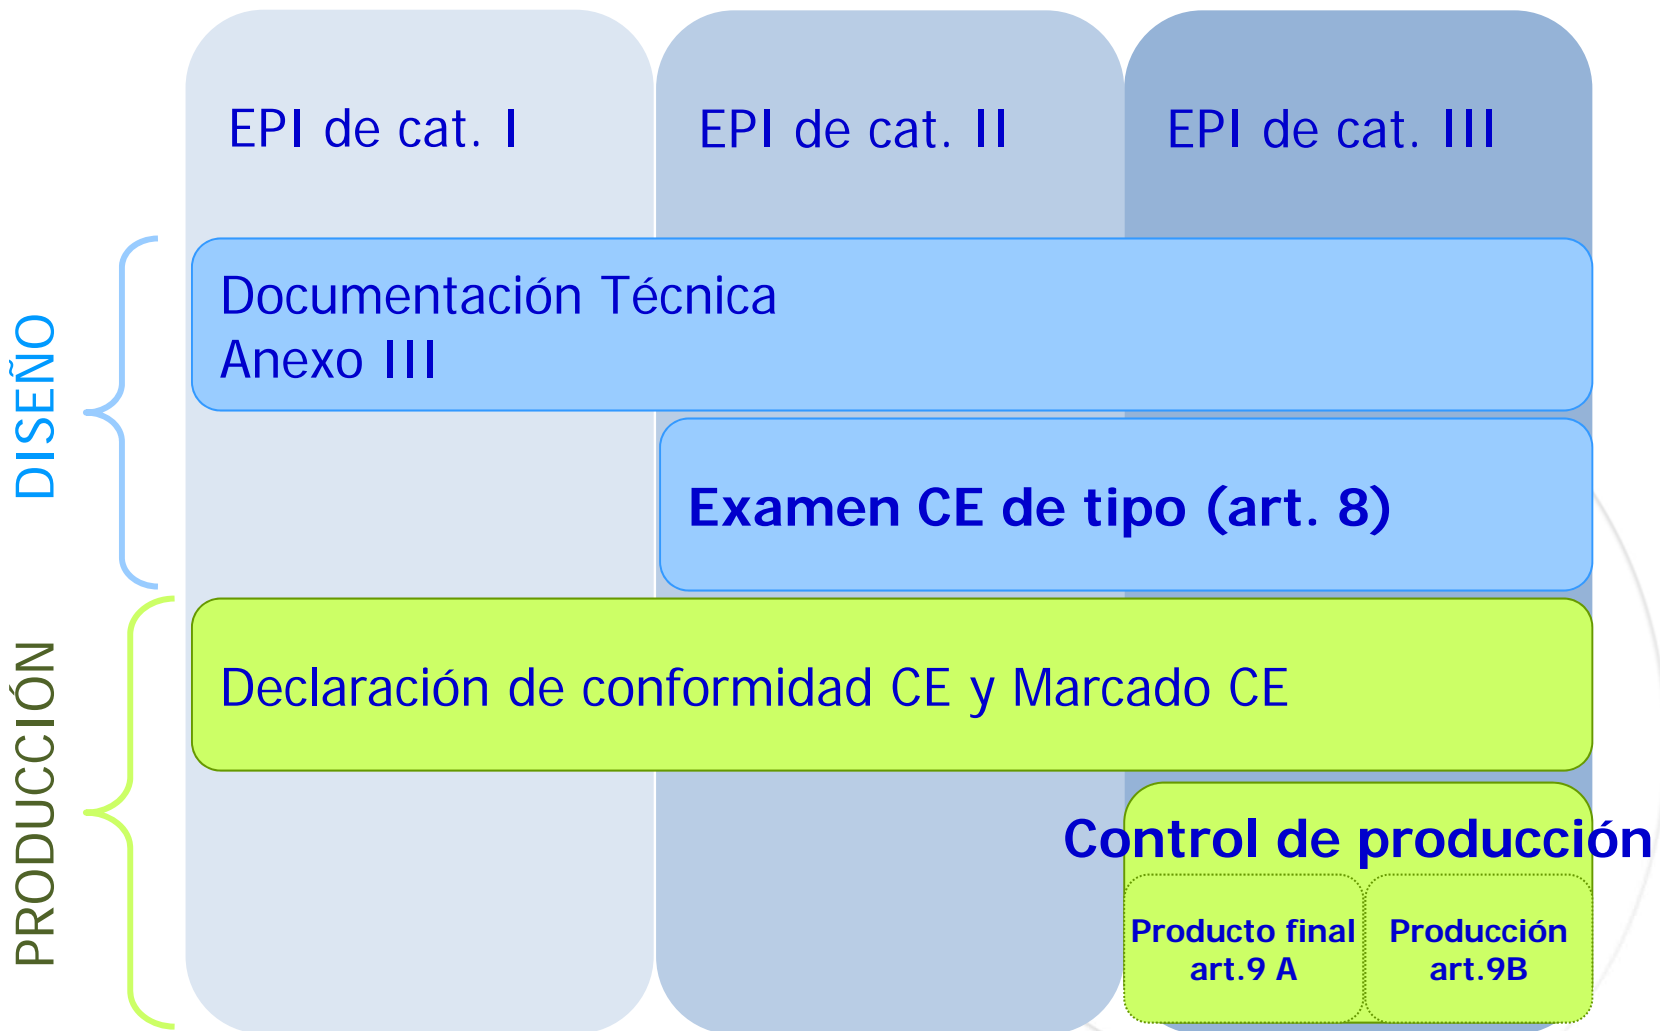 EPI de cat. I
EPI de cat. II
EPI de cat. III
DISEÑO
Documentación Técnica
Anexo III
Examen CE de tipo (art. 8)
PRODUCCIÓN
Declaración de conformidad CE y Marcado CE
Control de producción
Producto final
art.9 A
Producción
art.9B